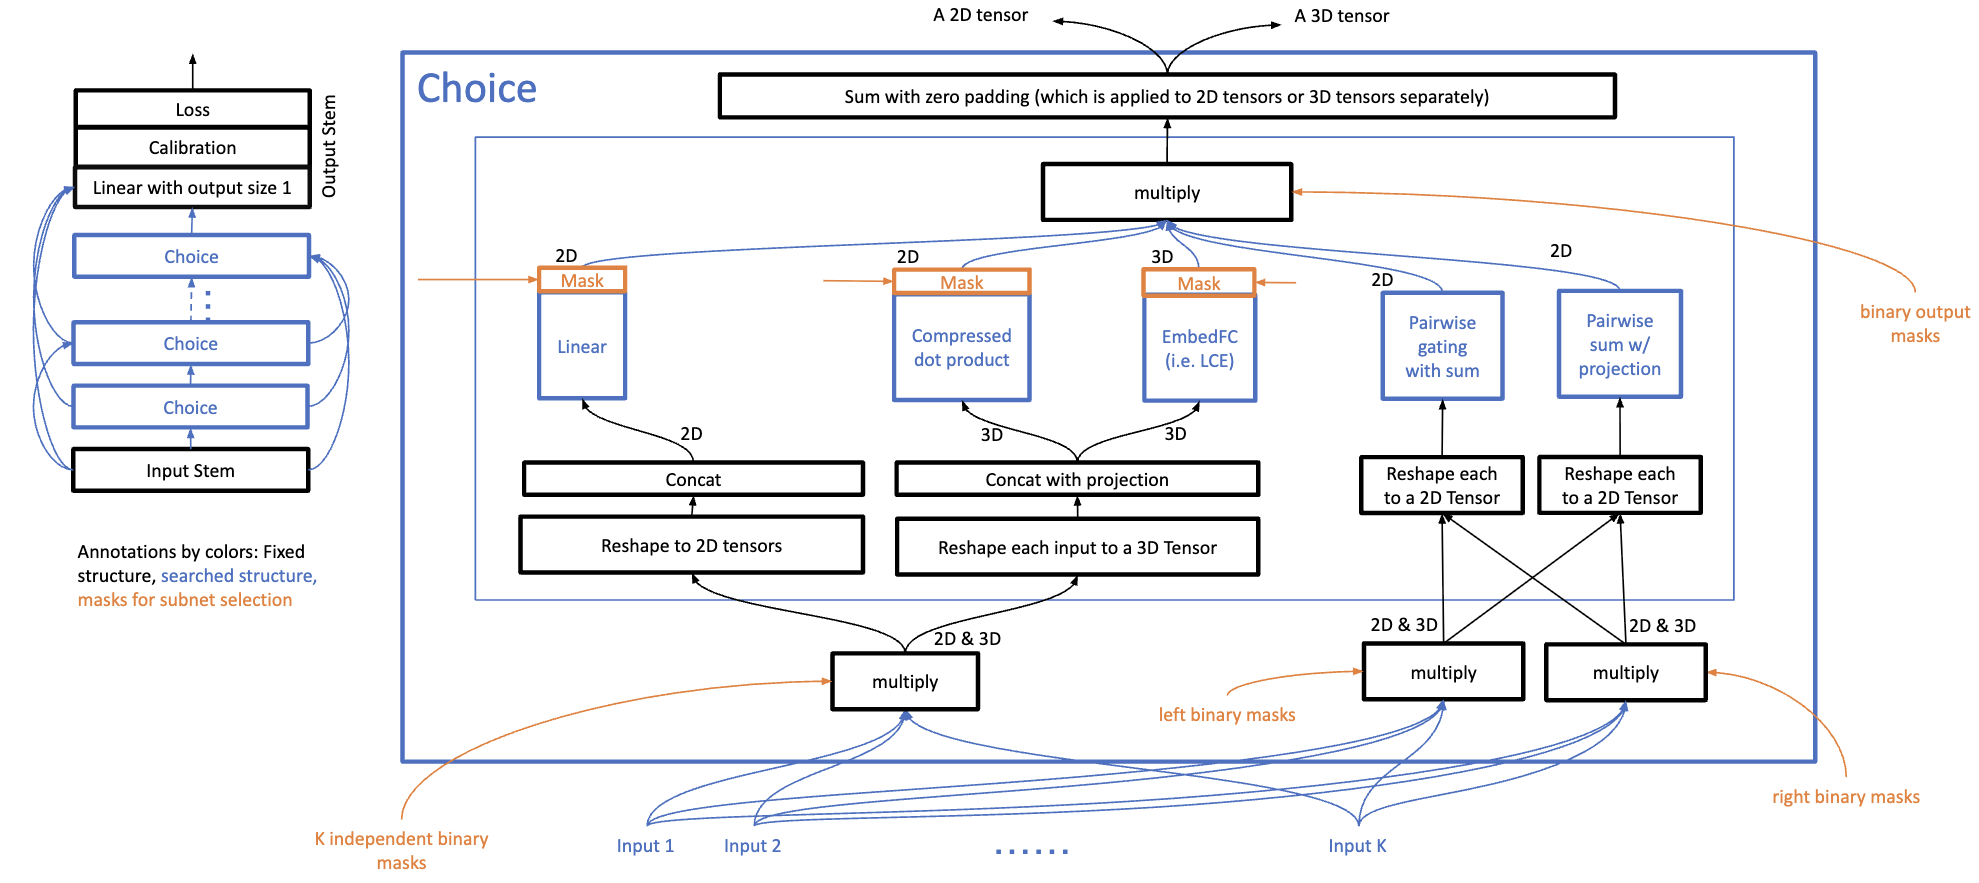 A 2D tensor
A 3D tensor
Choice
Sum with zero padding (which is applied to 2D tensors or 3D tensors separately)
multiply
binary output
masks
2D
2D
3D
2D
2D
Mask
Mask
Mask
Linear
Compressed
dot product
EmbedFC
(i.e. LCE)
Pairwise
gating
with sum
Pairwise
sum w/
projection
2D
3D
3D
Concat
Concat with projection
Reshape each
to a 2D Tensor
Reshape each
to a 2D Tensor
Reshape to 2D tensors
Reshape each input to a 3D Tensor
2D & 3D
2D & 3D
2D & 3D
multiply
multiply
multiply
left binary masks
right binary masks
K independent binary
masks
Input 1
Input 2
......
Input K
Loss
Calibration
Linear with output size 1
Output Stem
Choice
Choice
Choice
Input Stem
Annotations by colors: Fixed
structure, searched structure,
masks for subnet selection